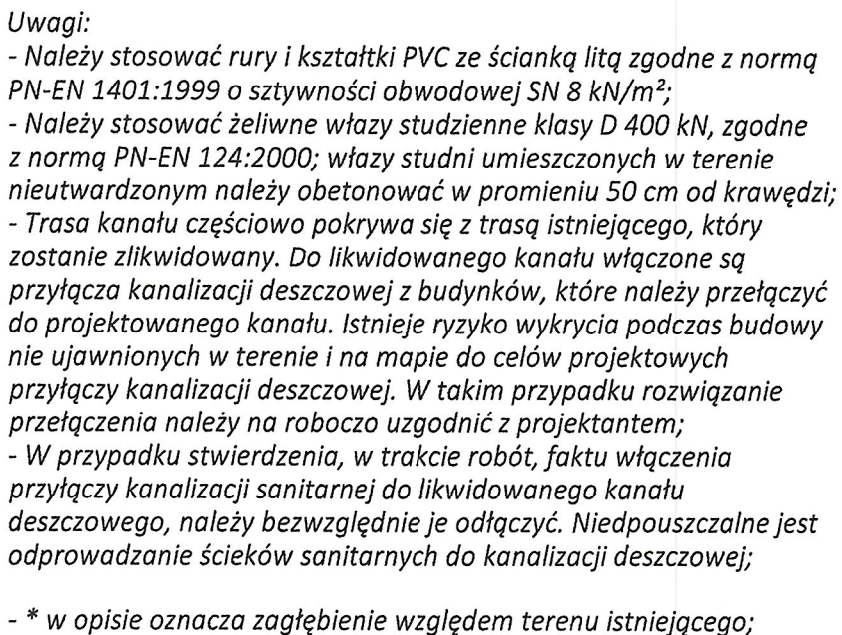 Uwagi:
- Należy stosować rury i kształtki PVC ze ścianką litą zgodne z normą
PN-EN 1401:1999 o sztywności obwodowej SN 8 kN/m²;
- Należy stosować żeliwne włazy studzienne klasy D 400 kN, zgodne
z normą PN-EN 124:2000; włazy studni umieszczonych w terenie
nieutwardzonym należy obetonować w promieniu 50 cm od krawędzi;
- Trasa kanału częściowo pokrywa się z trasą istniejącego, który
zostanie zlikwidowany. Do likwidowanego kanału włączone są
przyłącza kanalizacji deszczowej z budynków, które należy przełączyć
do projektowanego kanału. Istnieje ryzyko wykrycia podczas budowy
nie ujawnionych w terenie i na mapie do celów projektowych
przyłączy kanalizacji deszczowej. W takim przypadku rozwiązanie
przełączenia należy na roboczo uzgodnić z projektantem;
- W przypadku stwierdzenia, w trakcie robót, faktu włączenia
przyłączy kanalizacji sanitarnej do likwidowanego kanału
deszczowego, należy bezwzględnie je odłączyć. Niedpouszczalne jest
odprowadzanie ścieków sanitarnych do kanalizacji deszczowej;
- * w opisie oznacza zagłębienie względem terenu istniejącego;